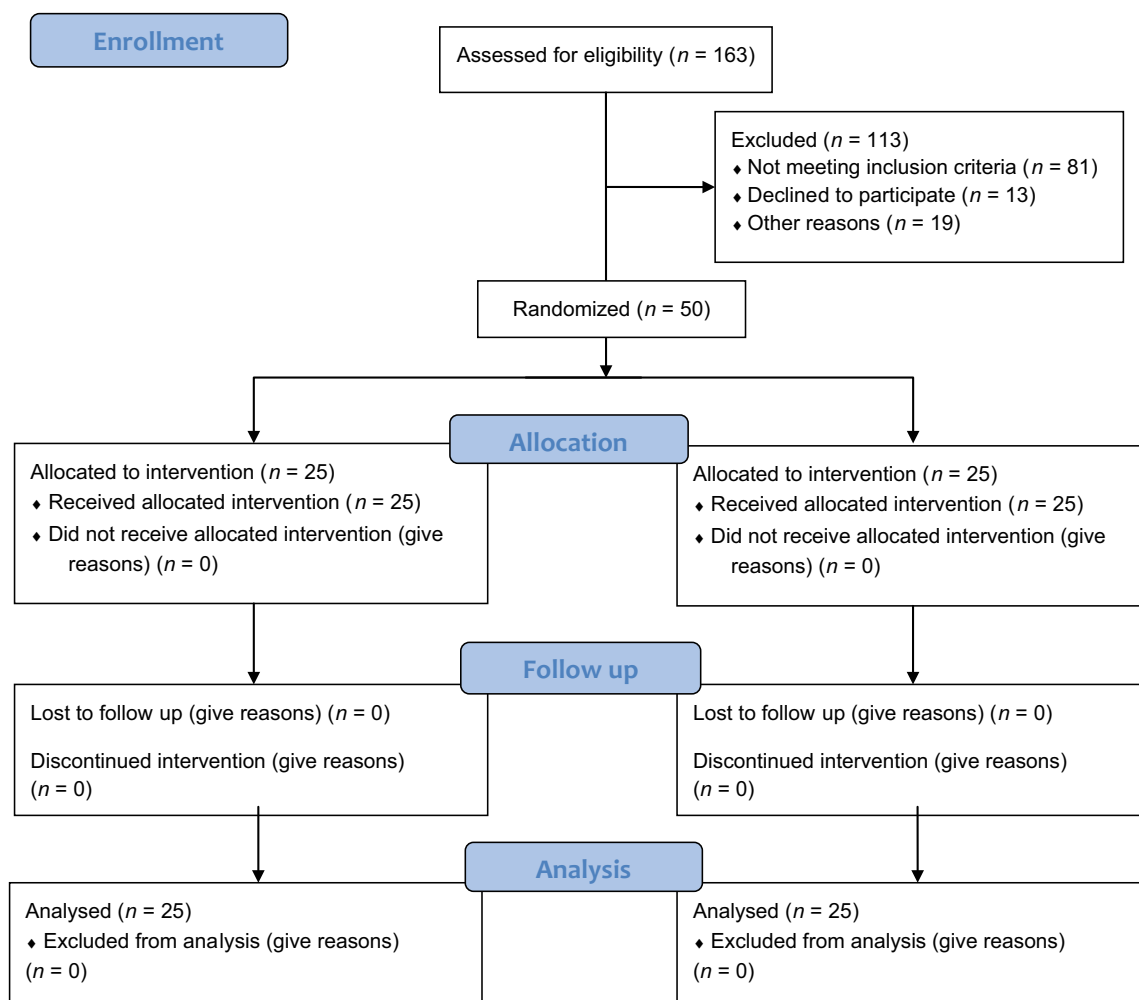 Enrollment
Assessed for eligibility (n = 163)
Excluded (n = 113)
♦ Not meeting inclusion criteria (n = 81)
♦ Declined to participate (n = 13)
♦ Other reasons (n = 19)
Randomized (n = 50)
Allocation
Allocated to intervention (n = 25)
♦ Received allocated intervention (n = 25)
♦ Did not receive allocated intervention (give
reasons) (n = 0)
Allocated to intervention (n = 25)
♦ Received allocated intervention (n = 25)
♦ Did not receive allocated intervention (give
reasons) (n = 0)
Follow up
Lost to follow up (give reasons) (n = 0)
Discontinued intervention (give reasons)
(n = 0)
Lost to follow up (give reasons) (n = 0)
Discontinued intervention (give reasons)
(n = 0)
Analysis
Analysed (n = 25)
♦ Excluded from analysis (give reasons)
(n = 0)
Analysed (n = 25)
♦ Excluded from analysis (give reasons)
(n = 0)